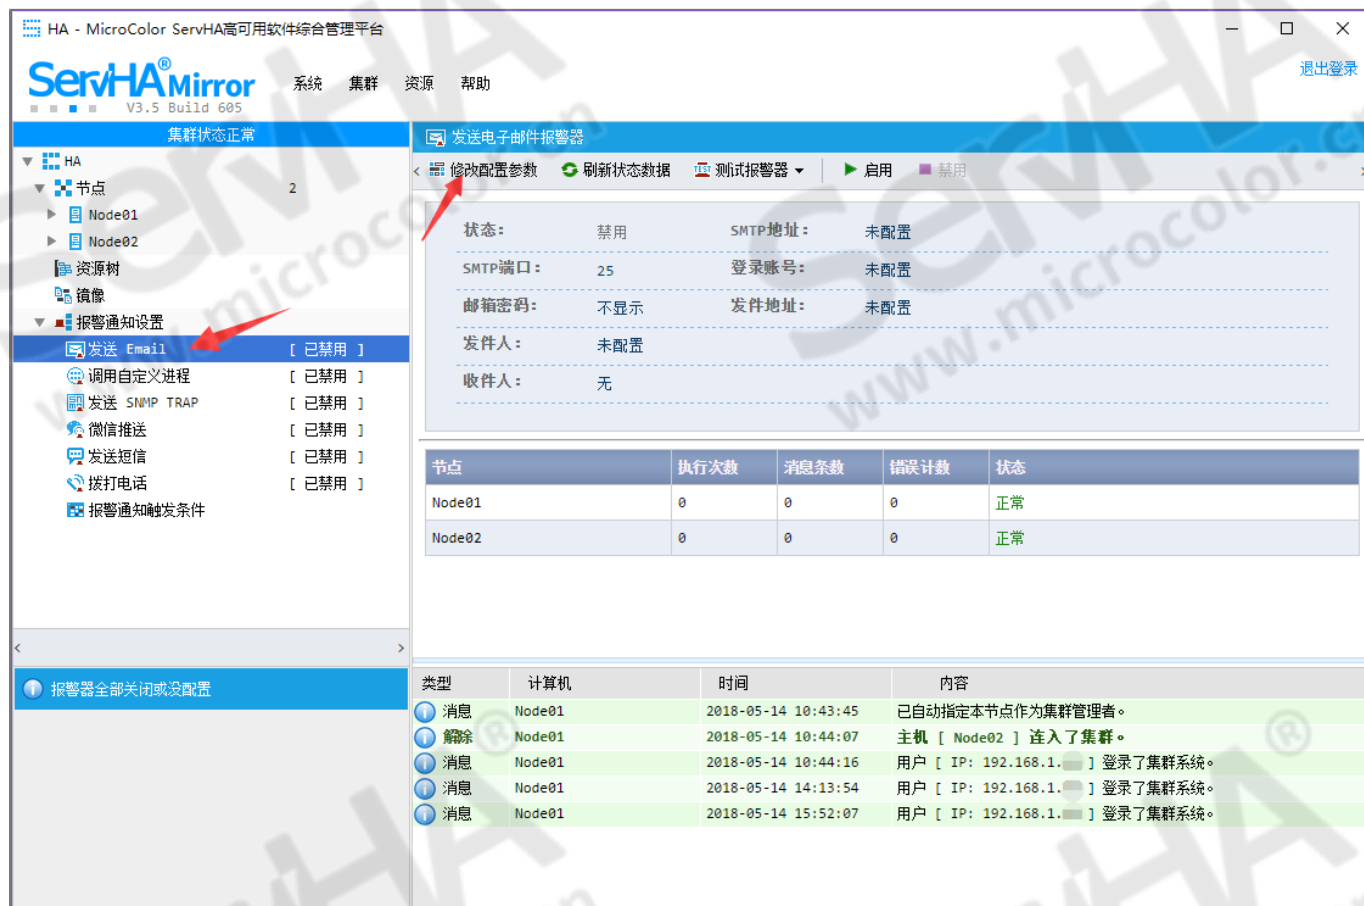 HA - MicroColor ServHA高可用软件综合管理平台
ServHA® Mirror
V3.5 Build 605
系统 集群 资源 帮助
退出登录
集群状态正常
HA
节点 2
Node01
Node02
资源树
镜像
报警通知设置
发送 Email [ 已禁用 ]
调用自定义进程 [ 已禁用 ]
发送 SNMP TRAP [ 已禁用 ]
微信推送 [ 已禁用 ]
发送短信 [ 已禁用 ]
拨打电话 [ 已禁用 ]
报警通知触发条件
报警器全部关闭或没配置
发送电子邮件报警器
修改配置参数 刷新状态数据 TEST 测试报警器 启用 禁用
状态: 禁用 SMTP地址: 未配置
SMTP端口: 25 登录账号: 未配置
邮箱密码: 不显示 发件地址: 未配置
发件人: 未配置
收件人: 无
节点 执行次数 消息条数 错误计数 状态
Node01 0 0 0 正常
Node02 0 0 0 正常
类型 计算机 时间 内容
消息 Node01 2018-05-14 10:43:45 已自动指定本节点作为集群管理者。
解除 Node01 2018-05-14 10:44:07 主机 [ Node02 ] 连入了集群。
消息 Node01 2018-05-14 10:44:16 用户 [ IP: 192.168.1. ] 登录了集群系统。
消息 Node01 2018-05-14 14:13:54 用户 [ IP: 192.168.1. ] 登录了集群系统。
消息 Node01 2018-05-14 15:52:07 用户 [ IP: 192.168.1. ] 登录了集群系统。
ServHA®
www.microcolor.cn